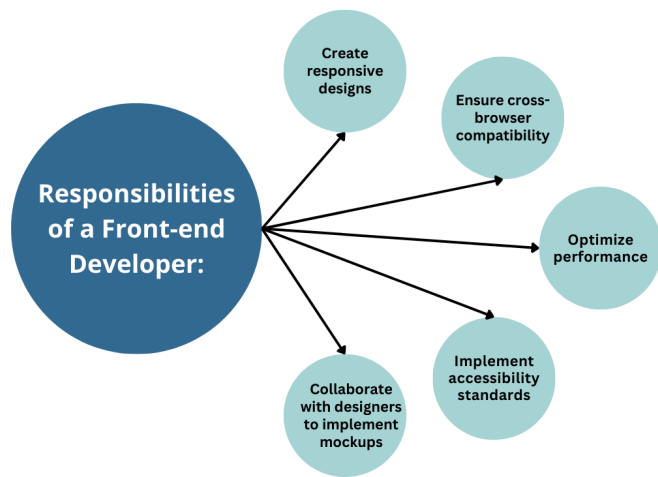 Responsibilities
of a Front-end
Developer:
Create
responsive
designs
Ensure cross-
browser
compatibility
Optimize
performance
Implement
accessibility
standards
Collaborate
with designers
to implement
mockups